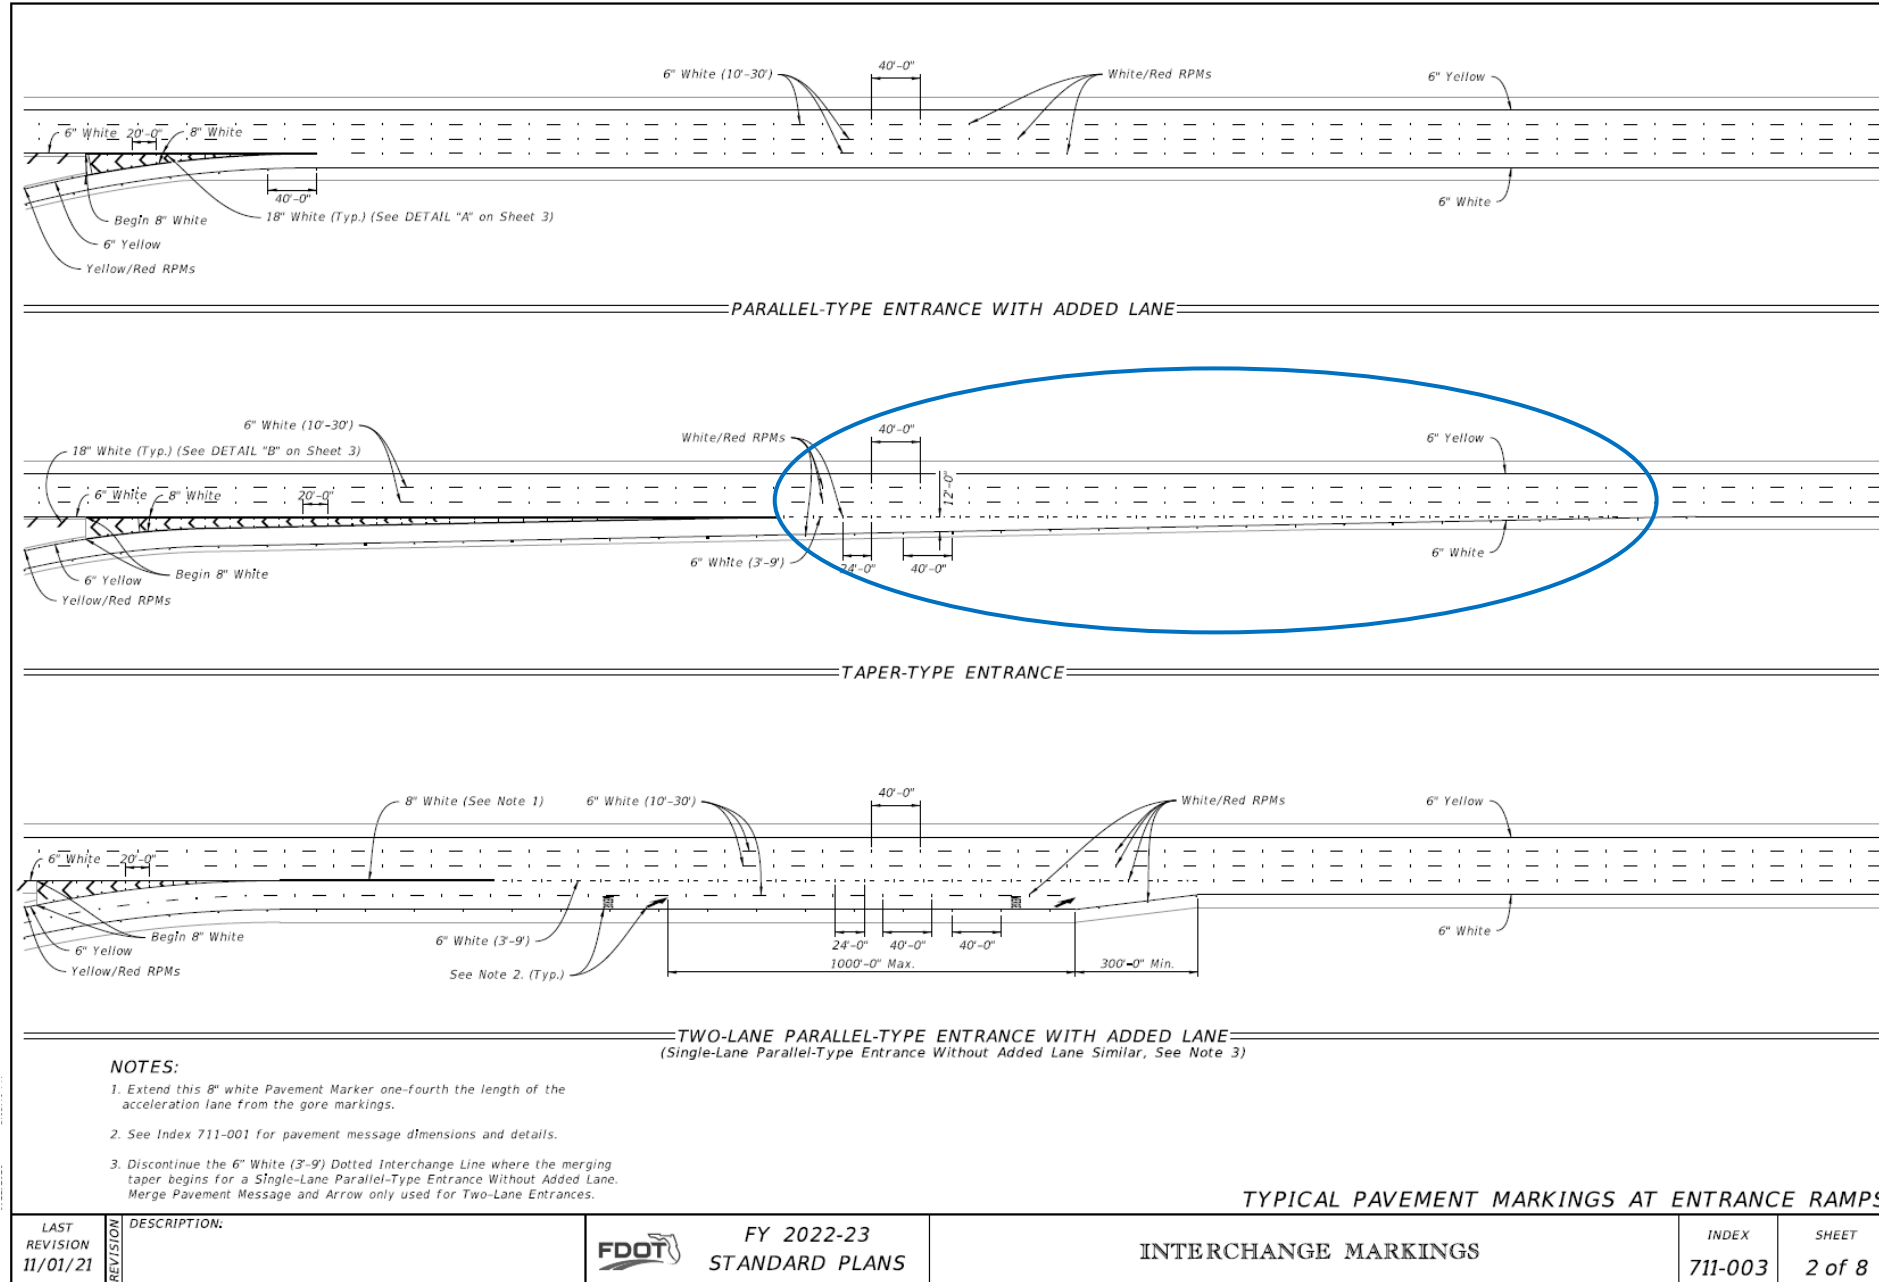 6" White (10'-30')
40'-0"
White/Red RPMs
6" Yellow
6" White
20'-0"
8" White
40'-0"
18" White (Typ.) (See DETAIL "A" on Sheet 3)
Begin 8" White
6" Yellow
Yellow/Red RPMs
6" White
PARALLEL-TYPE ENTRANCE WITH ADDED LANE
6" White (10'-30')
18" White (Typ.) (See DETAIL "B" on Sheet 3)
White/Red RPMs
40'-0"
6" Yellow
6" White
8" White
20'-0"
12'-0"
6" White (3'-9')
24'-0"
40'-0"
6" White
Begin 8" White
6" Yellow
Yellow/Red RPMs
TAPER-TYPE ENTRANCE
8" White (See Note 1)
6" White (10'-30')
40'-0"
White/Red RPMs
6" Yellow
6" White
20'-0"
Begin 8" White
6" Yellow
Yellow/Red RPMs
6" White (3'-9')
See Note 2. (Typ.)
24'-0"
40'-0"
40'-0"
1000'-0" Max.
300'-0" Min.
6" White
TWO-LANE PARALLEL-TYPE ENTRANCE WITH ADDED LANE
(Single-Lane Parallel-Type Entrance Without Added Lane Similar, See Note 3)
NOTES:
1. Extend this 8" white Pavement Marker one-fourth the length of the
acceleration lane from the gore markings.
2. See Index 711-001 for pavement message dimensions and details.
3. Discontinue the 6" White (3'-9') Dotted Interchange Line where the merging
taper begins for a Single-Lane Parallel-Type Entrance Without Added Lane.
Merge Pavement Message and Arrow only used for Two-Lane Entrances.
TYPICAL PAVEMENT MARKINGS AT ENTRANCE RAMPS
LAST
REVISION
11/01/21
REVISION
DESCRIPTION:
FDOT
FY 2022-23
STANDARD PLANS
INTERCHANGE MARKINGS
INDEX
711-003
SHEET
2 of 8